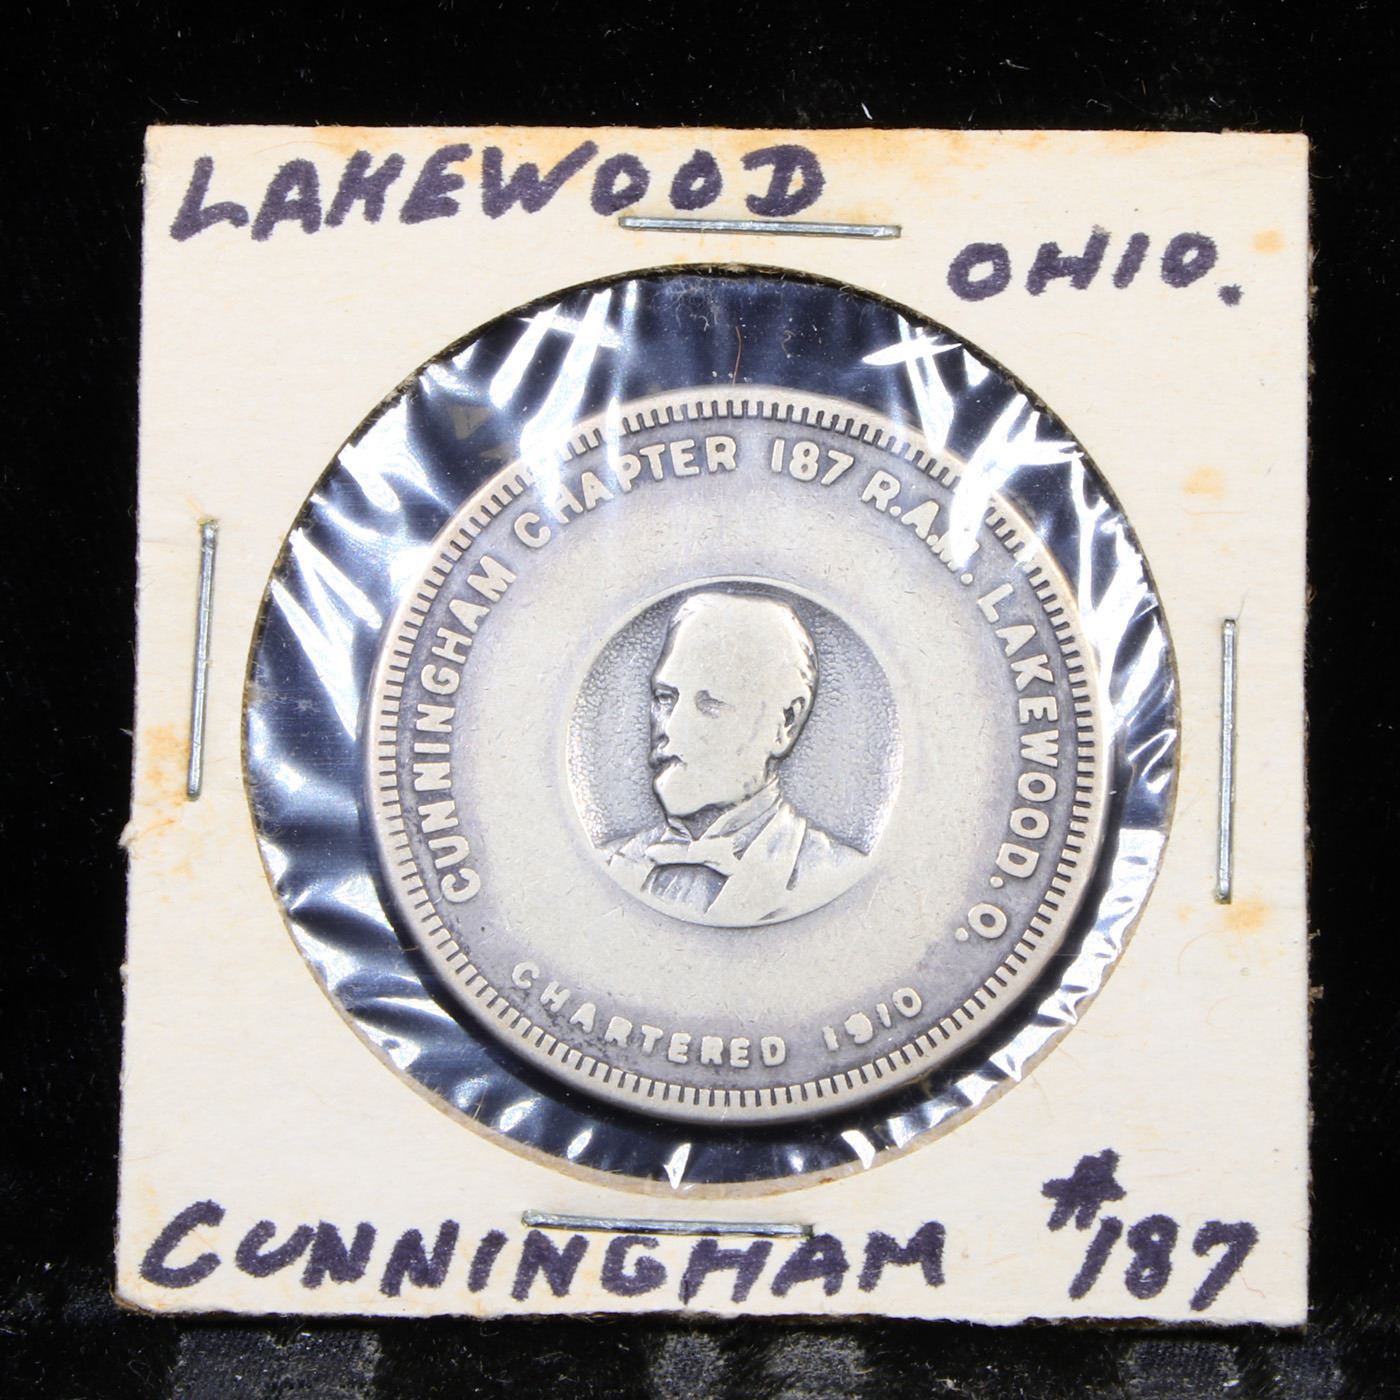 LAKEWOOD
OHIO.
CUNNINGHAM CHAPTER 187 R.A.M. LAKEWOOD. O.
CHARTERED 1910
CUNNINGHAM #187